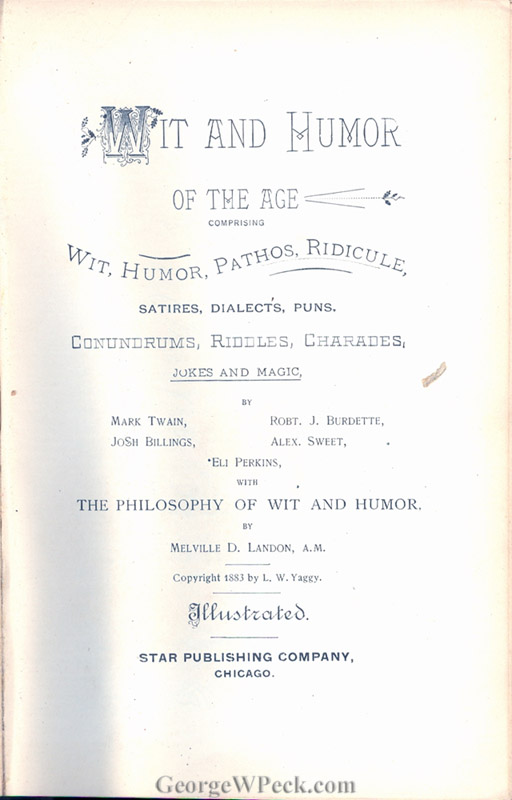 WIT AND HUMOR
OF THE AGE
COMPRISING
WIT, HUMOR, PATHOS, RIDICULE,
SATIRES, DIALECTS, PUNS.
CONUNDRUMS, RIDDLES, CHARADES,
JOKES AND MAGIC,
BY
MARK TWAIN, ROBT. J. BURDETTE,
JOSH BILLINGS, ALEX. SWEET,
ELI PERKINS,
WITH
THE PHILOSOPHY OF WIT AND HUMOR.
BY
MELVILLE D. LANDON, A.M.
Copyright 1883 by L. W. Yaggy.
Illustrated.
STAR PUBLISHING COMPANY,
CHICAGO.
GeorgeWPeck.com